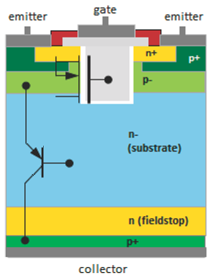 emitter gate emitter
n+
p+
p-
n-
(substrate)
n (fieldstop)
p+
collector